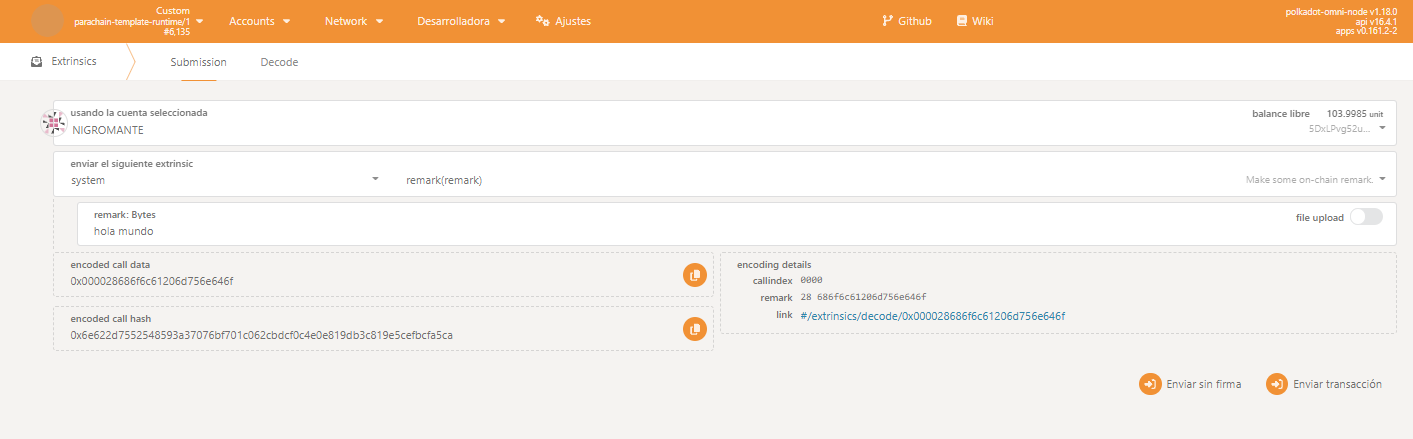 Custom
parachain-template-runtime/1
#6,135
Accounts
Network
Desarrolladora
Ajustes
Github
Wiki
polkadot-omni-node v1.18.0
api v16.4.1
apps v0.161.2-2
Extrinsics
Submission
Decode
usando la cuenta seleccionada
NIGROMANTE
balance libre 103.9985 unit
5DxLPvg52u...
enviar el siguiente extrinsic
system
remark(remark)
Make some on-chain remark.
remark: Bytes
hola mundo
file upload
encoded call data
0x000028686f6c61206d756e646f
encoded call hash
0x6e622d7552548593a37076bf701c062cbdcf0c4e0e819db3c819e5cefbcfa5ca
encoding details
callindex 0000
remark 28 686f6c61206d756e646f
link #/extrinsics/decode/0x000028686f6c61206d756e646f
Enviar sin firma
Enviar transacción